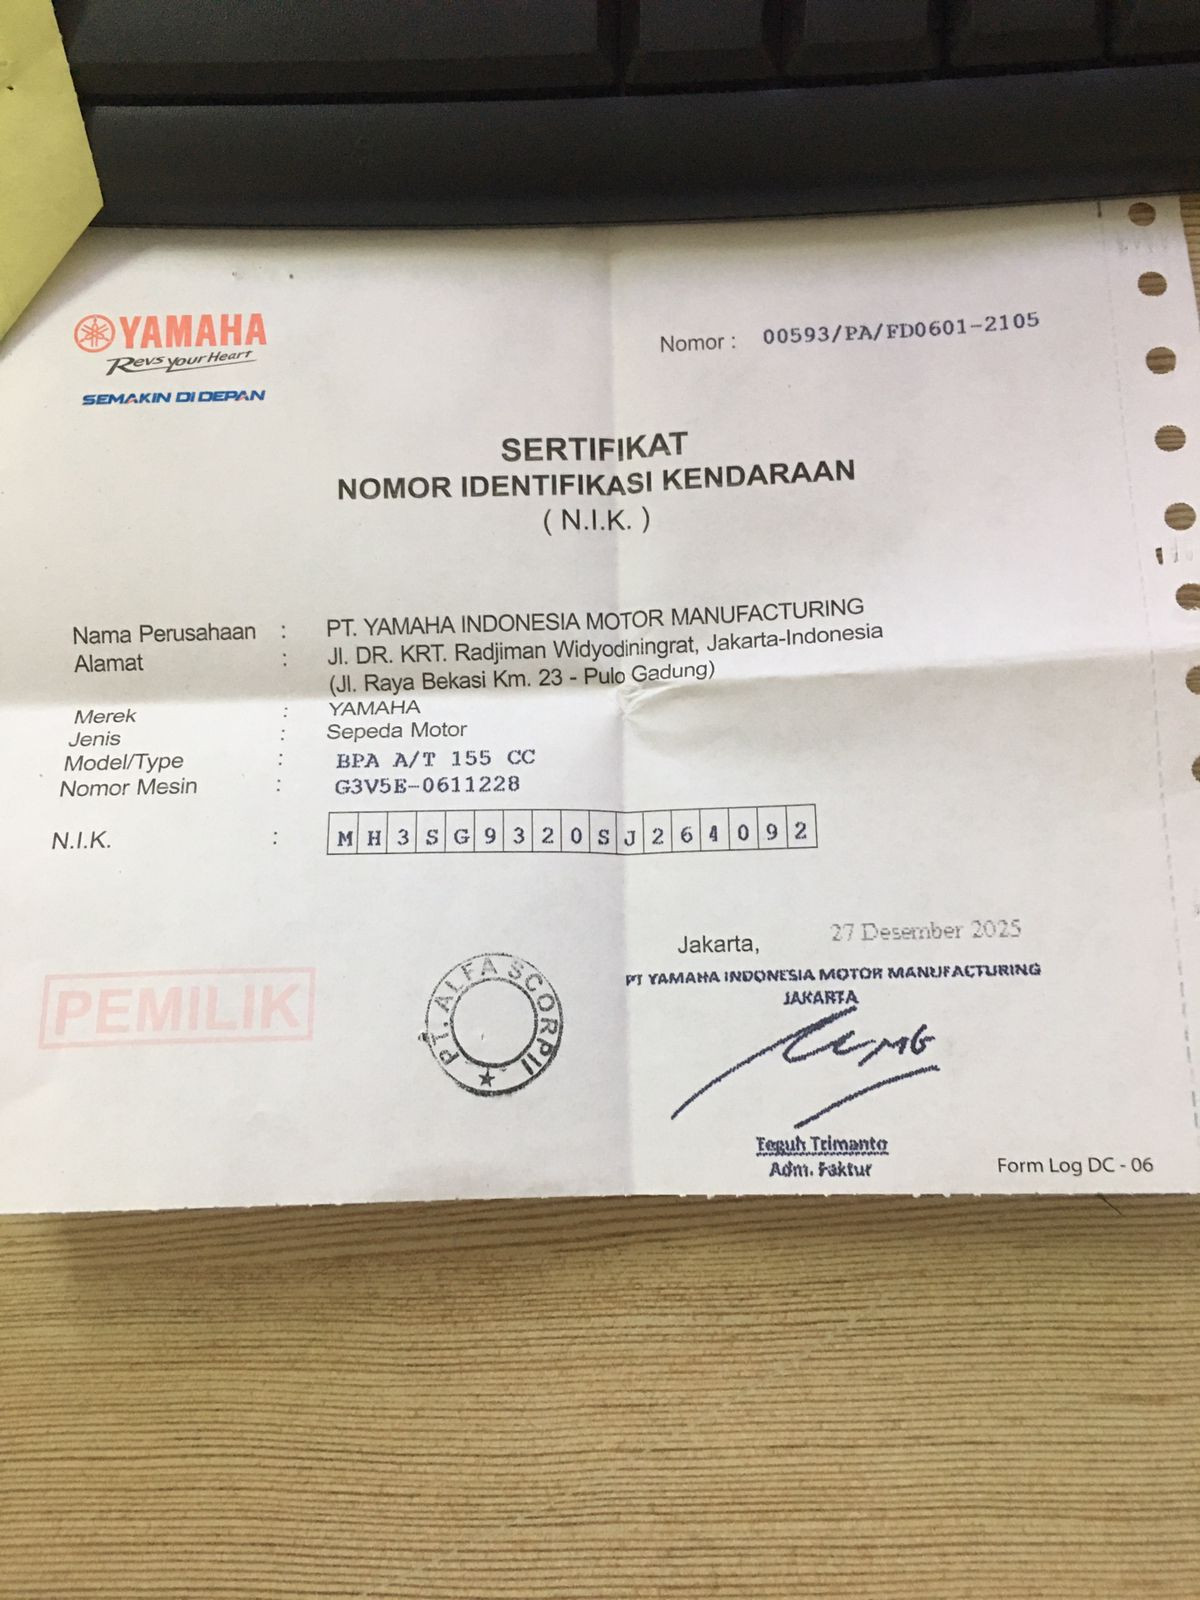 YAMAHA
Revs your Heart
SEMAKIN DI DEPAN
Nomor : 00593/PA/FD0601-2105
SERTIFIKAT
NOMOR IDENTIFIKASI KENDARAAN
( N.I.K. )
Nama Perusahaan : PT. YAMAHA INDONESIA MOTOR MANUFACTURING
Alamat : Jl. DR. KRT. Radjiman Widyodiningrat, Jakarta-Indonesia
(Jl. Raya Bekasi Km. 23 - Pulo Gadung)
Merek : YAMAHA
Jenis : Sepeda Motor
Model/Type : BPA A/T 155 CC
Nomor Mesin : G3V5E-0611228
N.I.K. : MH3SG9320SJ264092
Jakarta, 27 Desember 2025
PT YAMAHA INDONESIA MOTOR MANUFACTURING
JAKARTA
PEMILIK
PT. ALFA SCORPII
Teguh Trimanto
Adm. Faktur
Form Log DC - 06